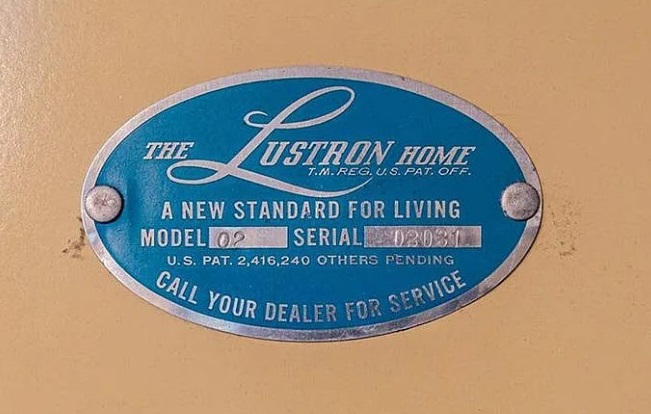 THE LUSTRON HOME
T.M. REG. U.S. PAT. OFF.
A NEW STANDARD FOR LIVING
MODEL 02 SERIAL 02031
U.S. PAT. 2,416,240 OTHERS PENDING
CALL YOUR DEALER FOR SERVICE